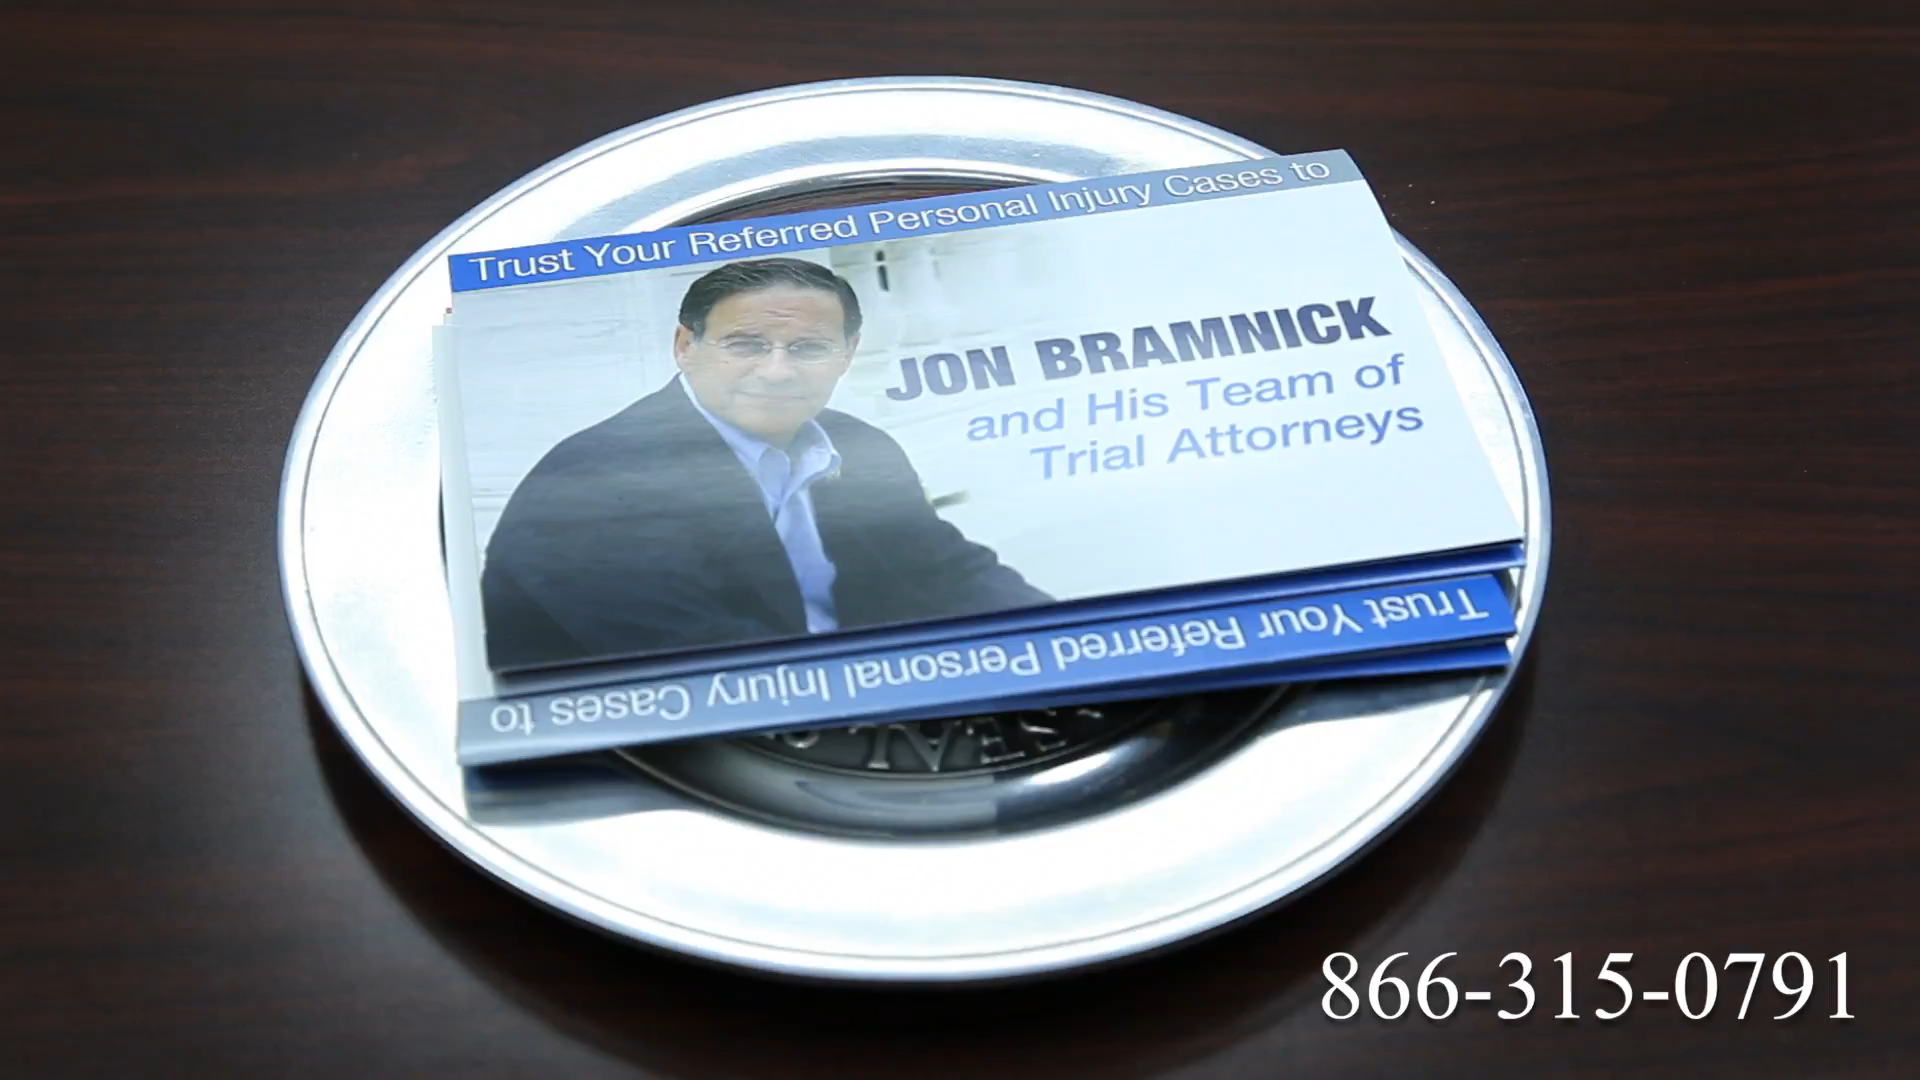 Trust Your Referred Personal Injury Cases to
JON BRAMNICK
and His Team of
Trial Attorneys
Trust Your Referred Personal Injury Cases to
866-315-0791